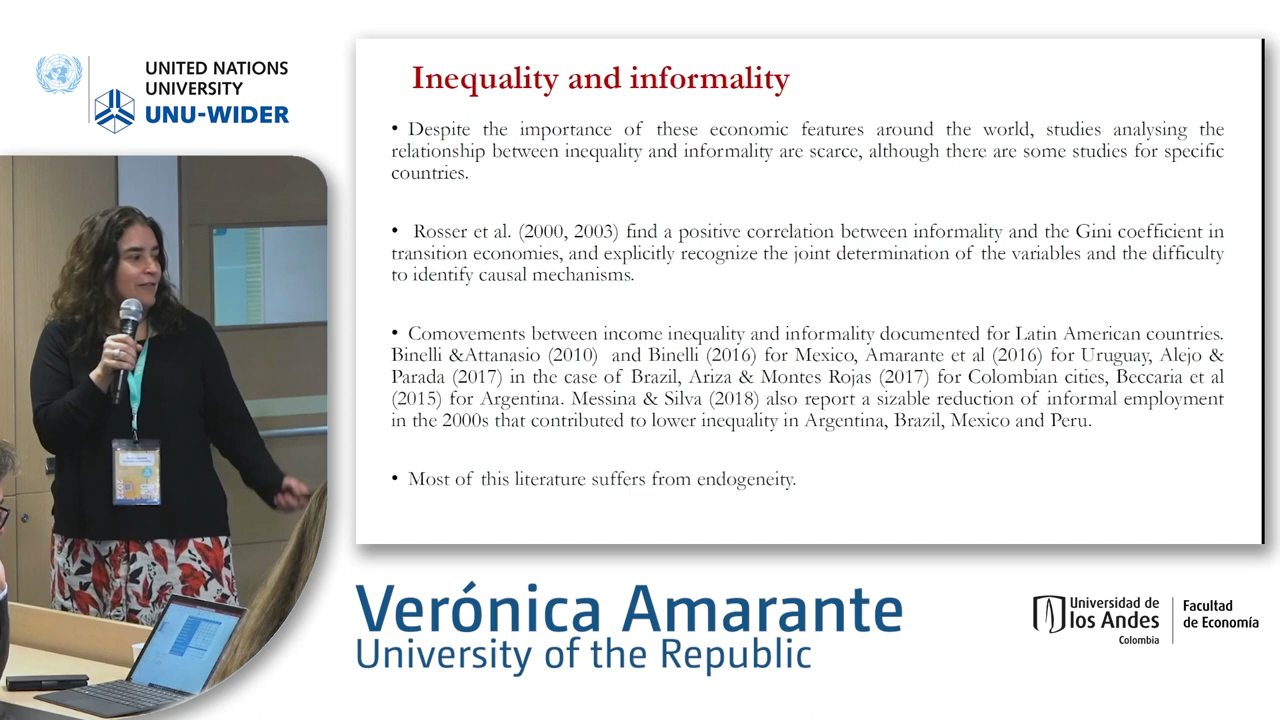 UNITED NATIONS
UNIVERSITY
UNU-WIDER
Inequality and informality
• Despite the importance of these economic features around the world, studies analysing the
relationship between inequality and informality are scarce, although there are some studies for specific
countries.
• Rosser et al. (2000, 2003) find a positive correlation between informality and the Gini coefficient in
transition economies, and explicitly recognize the joint determination of the variables and the difficulty
to identify causal mechanisms.
• Comovements between income inequality and informality documented for Latin American countries.
Binelli &Attanasio (2010) and Binelli (2016) for Mexico, Amarante et al (2016) for Uruguay, Alejo &
Parada (2017) in the case of Brazil, Ariza & Montes Rojas (2017) for Colombian cities, Beccaria et al
(2015) for Argentina. Messina & Silva (2018) also report a sizable reduction of informal employment
in the 2000s that contributed to lower inequality in Argentina, Brazil, Mexico and Peru.
• Most of this literature suffers from endogeneity.
Verónica Amarante
University of the Republic
Universidad de
los Andes
Colombia
Facultad
de Economía